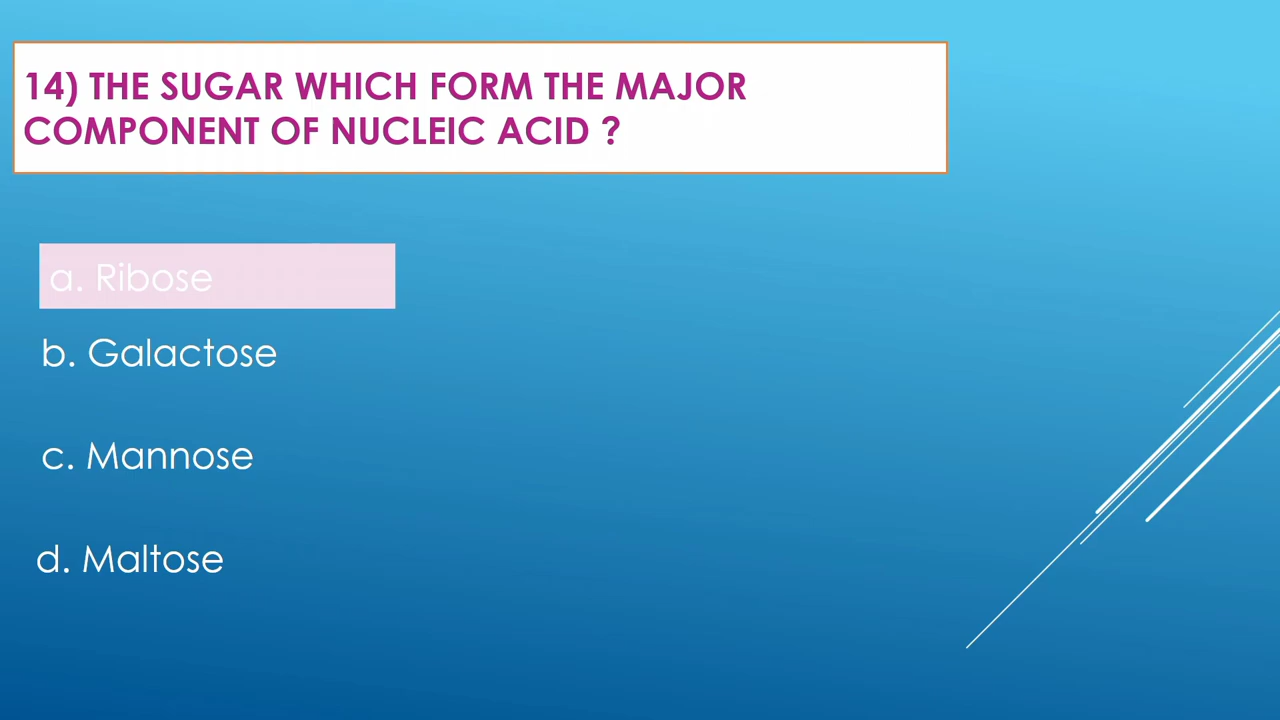 14) THE SUGAR WHICH FORM THE MAJOR
COMPONENT OF NUCLEIC ACID ?
a. Ribose
b. Galactose
c. Mannose
d. Maltose